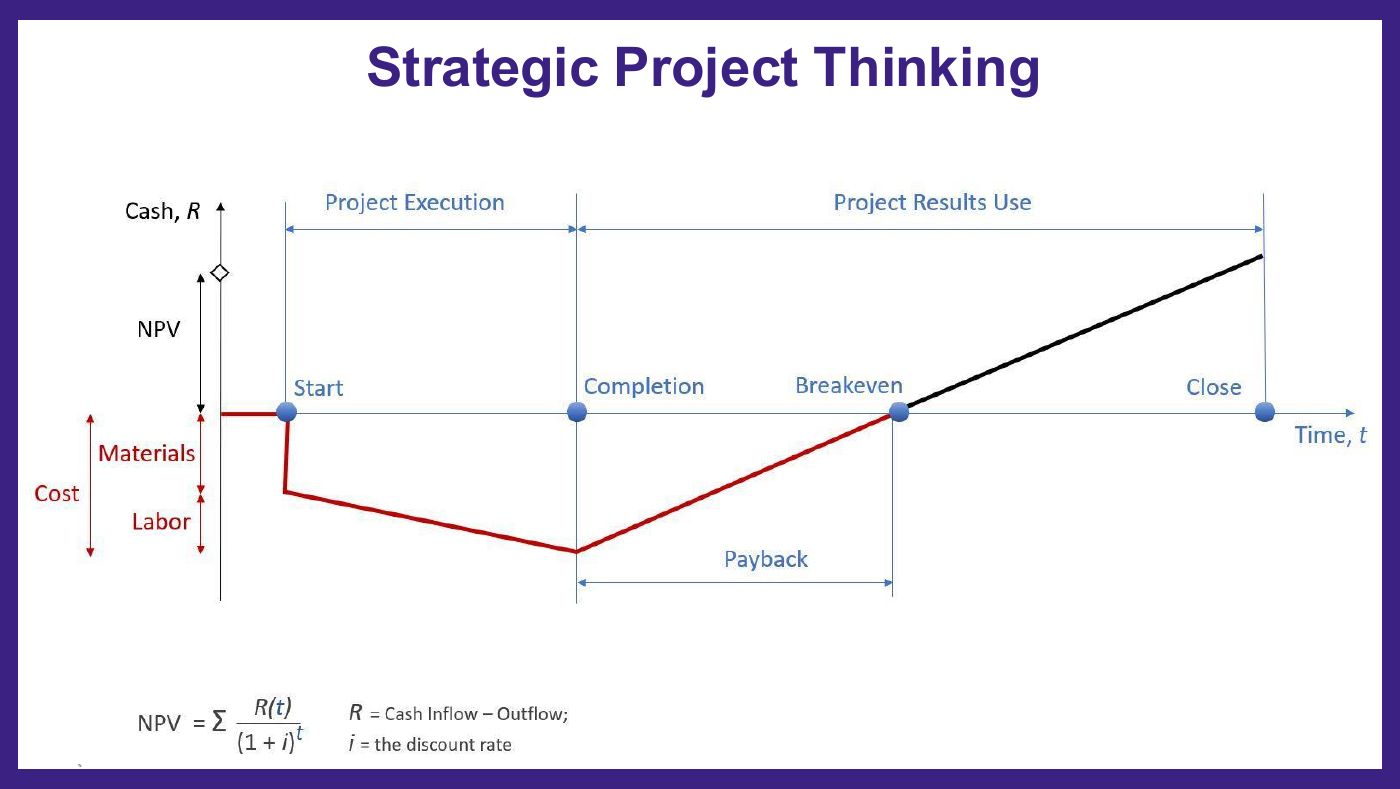 Strategic Project Thinking
Project Execution
Project Results Use
Cash, R
NPV
Start
Completion
Breakeven
Close
Time, t
Materials
Cost
Labor
Payback
NPV = Σ R(t) / (1 + i)^t
R = Cash Inflow – Outflow;
i = the discount rate